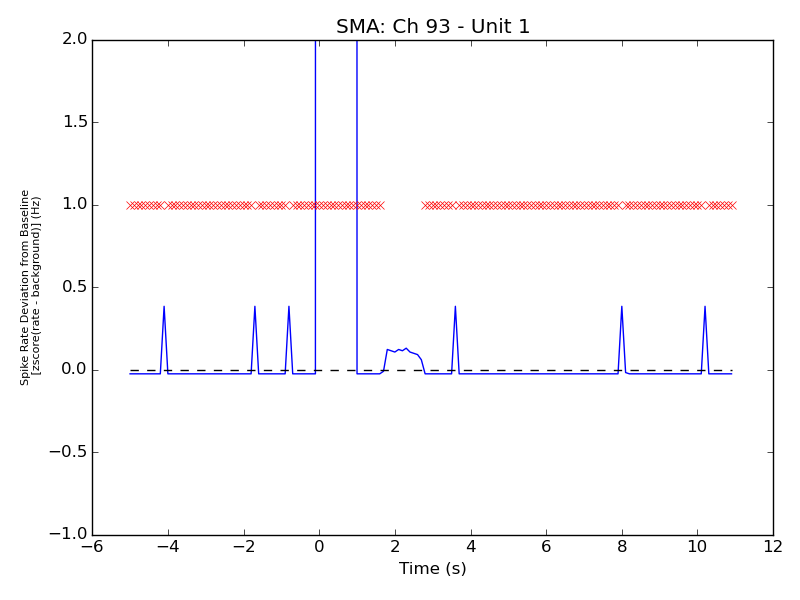 SMA: Ch 93 - Unit 1
2.0
1.5
1.0
0.5
0.0
−0.5
−1.0
Spike Rate Deviation from Baseline
[zscore(rate - background)] (Hz)
−6 −4 −2 0 2 4 6 8 10 12
Time (s)